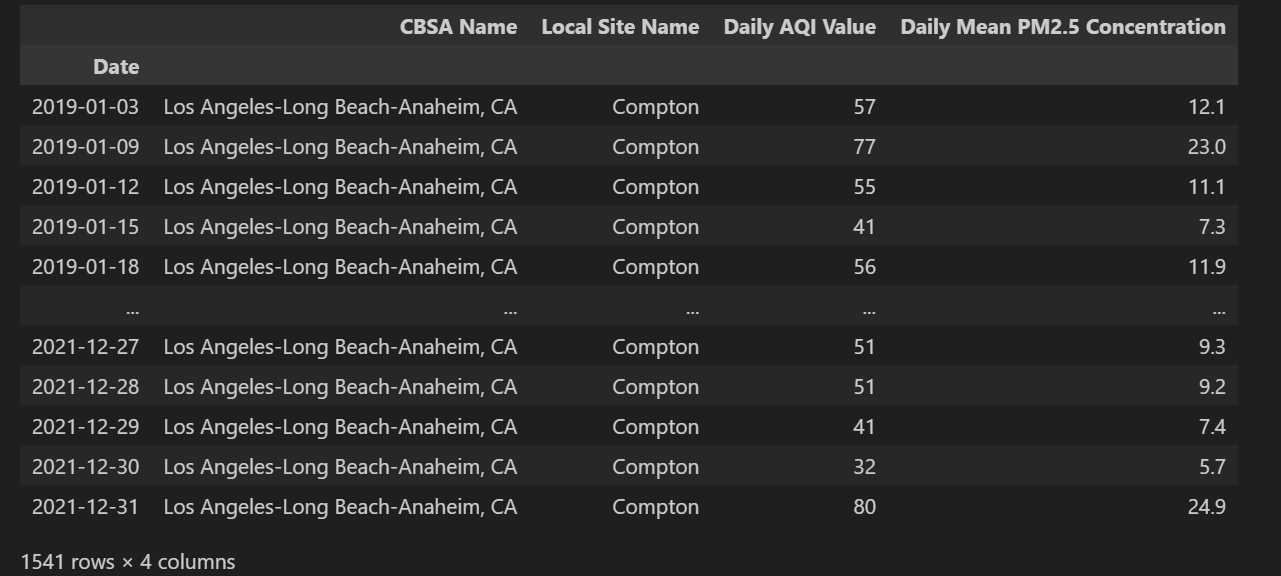 CBSA Name Local Site Name Daily AQI Value Daily Mean PM2.5 Concentration
Date
2019-01-03 Los Angeles-Long Beach-Anaheim, CA Compton 57 12.1
2019-01-09 Los Angeles-Long Beach-Anaheim, CA Compton 77 23.0
2019-01-12 Los Angeles-Long Beach-Anaheim, CA Compton 55 11.1
2019-01-15 Los Angeles-Long Beach-Anaheim, CA Compton 41 7.3
2019-01-18 Los Angeles-Long Beach-Anaheim, CA Compton 56 11.9
... ... ... ... ...
2021-12-27 Los Angeles-Long Beach-Anaheim, CA Compton 51 9.3
2021-12-28 Los Angeles-Long Beach-Anaheim, CA Compton 51 9.2
2021-12-29 Los Angeles-Long Beach-Anaheim, CA Compton 41 7.4
2021-12-30 Los Angeles-Long Beach-Anaheim, CA Compton 32 5.7
2021-12-31 Los Angeles-Long Beach-Anaheim, CA Compton 80 24.9
1541 rows × 4 columns